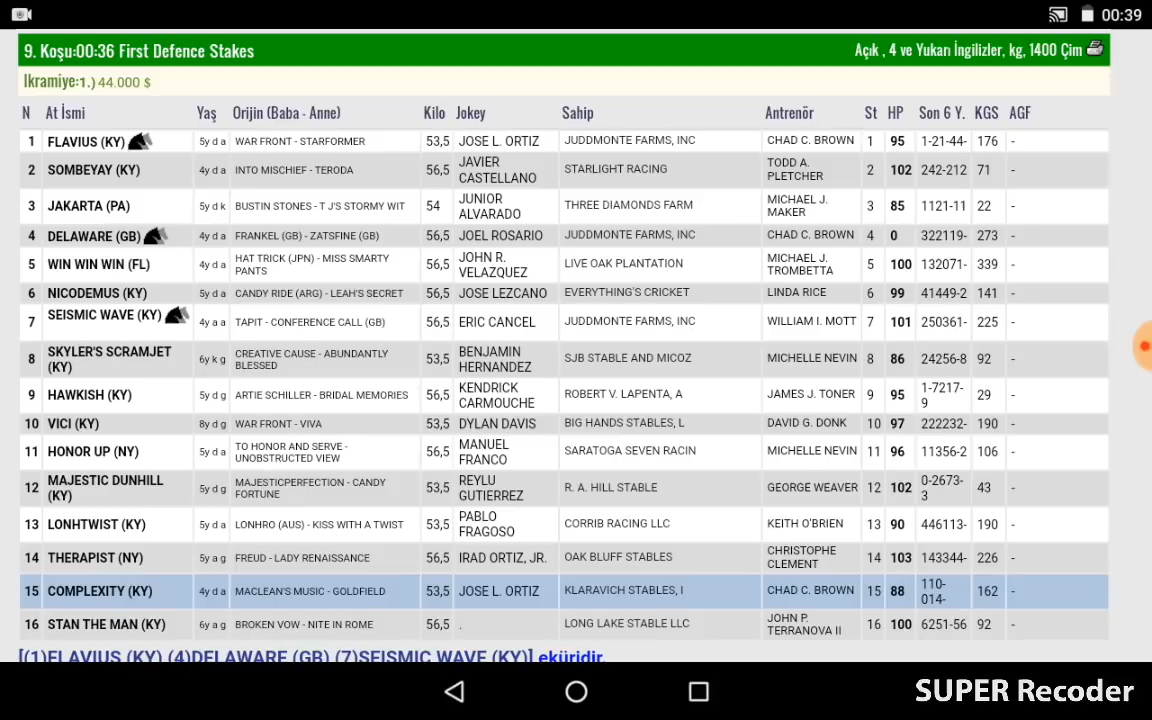 00:39
9. Koşu:00:36 First Defence Stakes Açık , 4 ve Yukarı İngilizler, kg, 1400 Çim
Ikramiye:1.) 44.000 $
N At İsmi Yaş Orijin (Baba - Anne) Kilo Jokey Sahip Antrenör St HP Son 6 Y. KGS AGF
1 FLAVIUS (KY) 5y d a WAR FRONT - STARFORMER 53,5 JOSE L. ORTIZ JUDDMONTE FARMS, INC CHAD C. BROWN 1 95 1-21-44- 176 -
2 SOMBEYAY (KY) 4y d a INTO MISCHIEF - TERODA 56,5 JAVIER CASTELLANO STARLIGHT RACING TODD A. PLETCHER 2 102 242-212 71 -
3 JAKARTA (PA) 5y d k BUSTIN STONES - T J'S STORMY WIT 54 JUNIOR ALVARADO THREE DIAMONDS FARM MICHAEL J. MAKER 3 85 1121-11 22 -
4 DELAWARE (GB) 4y d a FRANKEL (GB) - ZATSFINE (GB) 56,5 JOEL ROSARIO JUDDMONTE FARMS, INC CHAD C. BROWN 4 0 322119- 273 -
5 WIN WIN WIN (FL) 4y d a HAT TRICK (JPN) - MISS SMARTY PANTS 56,5 JOHN R. VELAZQUEZ LIVE OAK PLANTATION MICHAEL J. TROMBETTA 5 100 132071- 339 -
6 NICODEMUS (KY) 5y d a CANDY RIDE (ARG) - LEAH'S SECRET 56,5 JOSE LEZCANO EVERYTHING'S CRICKET LINDA RICE 6 99 41449-2 141 -
7 SEISMIC WAVE (KY) 4y a a TAPIT - CONFERENCE CALL (GB) 56,5 ERIC CANCEL JUDDMONTE FARMS, INC WILLIAM I. MOTT 7 101 250361- 225 -
8 SKYLER'S SCRAMJET (KY) 6y k g CREATIVE CAUSE - ABUNDANTLY BLESSED 53,5 BENJAMIN HERNANDEZ SJB STABLE AND MICOZ MICHELLE NEVIN 8 86 24256-8 92 -
9 HAWKISH (KY) 5y d g ARTIE SCHILLER - BRIDAL MEMORIES 56,5 KENDRICK CARMOUCHE ROBERT V. LAPENTA, A JAMES J. TONER 9 95 1-7217-9 29 -
10 VICI (KY) 8y d g WAR FRONT - VIVA 53,5 DYLAN DAVIS BIG HANDS STABLES, L DAVID G. DONK 10 97 222232- 190 -
11 HONOR UP (NY) 5y d a TO HONOR AND SERVE - UNOBSTRUCTED VIEW 56,5 MANUEL FRANCO SARATOGA SEVEN RACIN MICHELLE NEVIN 11 96 11356-2 106 -
12 MAJESTIC DUNHILL (KY) 5y d g MAJESTICPERFECTION - CANDY FORTUNE 53,5 REYLU GUTIERREZ R. A. HILL STABLE GEORGE WEAVER 12 102 0-2673-3 43 -
13 LONHTWIST (KY) 5y d a LONHRO (AUS) - KISS WITH A TWIST 53,5 PABLO FRAGOSO CORRIB RACING LLC KEITH O'BRIEN 13 90 446113- 190 -
14 THERAPIST (NY) 5y a g FREUD - LADY RENAISSANCE 56,5 IRAD ORTIZ, JR. OAK BLUFF STABLES CHRISTOPHE CLEMENT 14 103 143344- 226 -
15 COMPLEXITY (KY) 4y d a MACLEAN'S MUSIC - GOLDFIELD 53,5 JOSE L. ORTIZ KLARAVICH STABLES, I CHAD C. BROWN 15 88 110-014- 162 -
16 STAN THE MAN (KY) 6y a g BROKEN VOW - NITE IN ROME 56,5 . LONG LAKE STABLE LLC JOHN P. TERRANOVA II 16 100 6251-56 92 -
[(1)FLAVIUS (KY) (4)DELAWARE (GB) (7)SEISMIC WAVE (KY)] eküridir.
SUPER Recoder